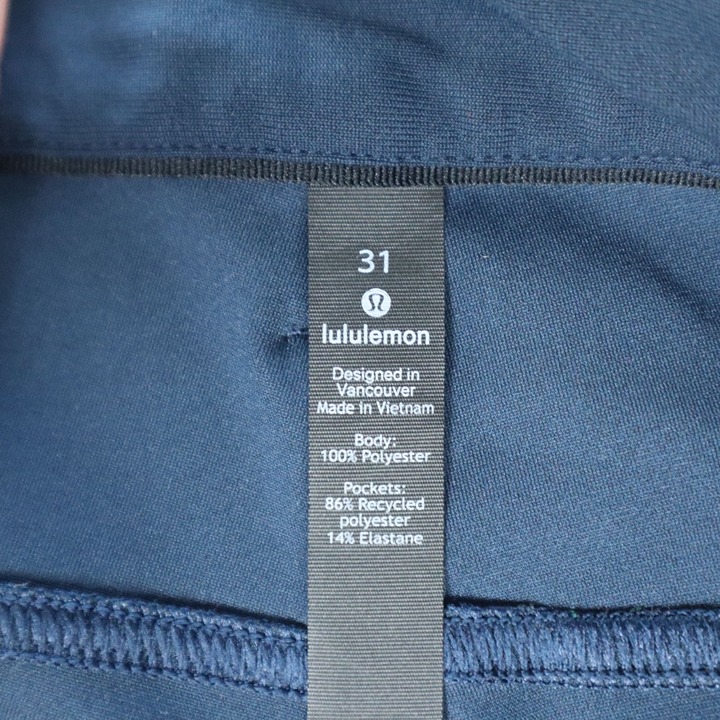 31
lululemon
Designed in
Vancouver
Made in Vietnam
Body:
100% Polyester
Pockets:
86% Recycled
polyester
14% Elastane